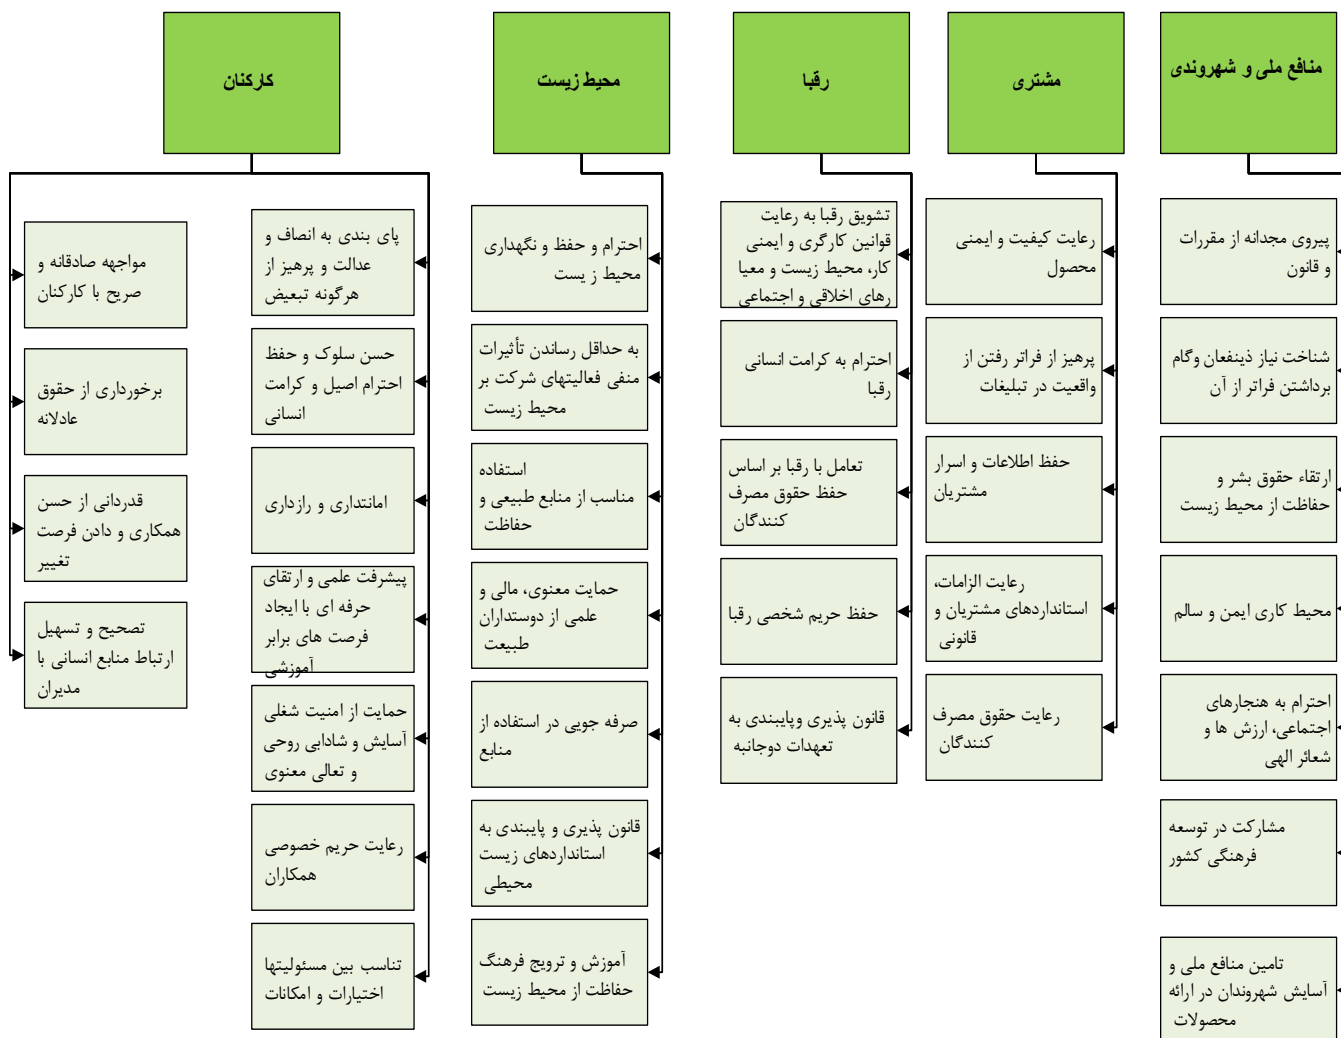 منافع ملی و شهروندی
پیروی مجدانه از مقررات
و قانون
شناخت نیاز ذینفعان وگام
برداشتن فراتر از آن
ارتقاء حقوق بشر و
حفاظت از محیط زیست
محیط کاری ایمن و سالم
احترام به هنجارهای
اجتماعی، ارزش ها و
شعائر الهی
مشارکت در توسعه
فرهنگی کشور
تامین منافع ملی و
آسایش شهروندان در ارائه
محصولات
مشتری
رعایت کیفیت و ایمنی
محصول
پرهیز از فراتر رفتن از
واقعیت در تبلیغات
حفظ اطلاعات و اسرار
مشتریان
رعایت الزامات،
استانداردهای مشتریان و
قانونی
رعایت حقوق مصرف
کنندگان
رقبا
تشویق رقبا به رعایت
قوانین کارگری و ایمنی
کار، محیط زیست و معیا
رهای اخلاقی و اجتماعی
احترام به کرامت انسانی
رقبا
تعامل با رقبا بر اساس
حفظ حقوق مصرف
کنندگان
حفظ حریم شخصی رقبا
قانون پذیری وپایبندی به
تعهدات دوجانبه
محیط زیست
احترام و حفظ و نگهداری
محیط ز یست
به حداقل رساندن تأثیرات
منفی فعالیتهای شرکت بر
محیط زیست
استفاده
مناسب از منابع طبیعی و
حفاظت
حمایت معنوی، مالی و
علمی از دوستداران
طبیعت
صرفه جویی در استفاده از
منابع
قانون پذیری و پایبندی به
استانداردهای زیست
محیطی
آموزش و ترویج فرهنگ
حفاظت از محیط زیست
کارکنان
پای بندی به انصاف و
عدالت و پرهیز از
هرگونه تبعیض
حسن سلوک و حفظ
احترام اصیل و کرامت
انسانی
امانتداری و رازداری
پیشرفت علمی و ارتقای
حرفه ای با ایجاد
فرصت های برابر
آموزشی
حمایت از امنیت شغلی
آسایش و شادابی روحی
و تعالی معنوی
رعایت حریم خصوصی
همکاران
تناسب بین مسئولیتها
اختیارات و امکانات
مواجهه صادقانه و
صریح با کارکنان
برخورداری از حقوق
عادلانه
قدردانی از حسن
همکاری و دادن فرصت
تغییر
تصحیح و تسهیل
ارتباط منابع انسانی با
مدیران